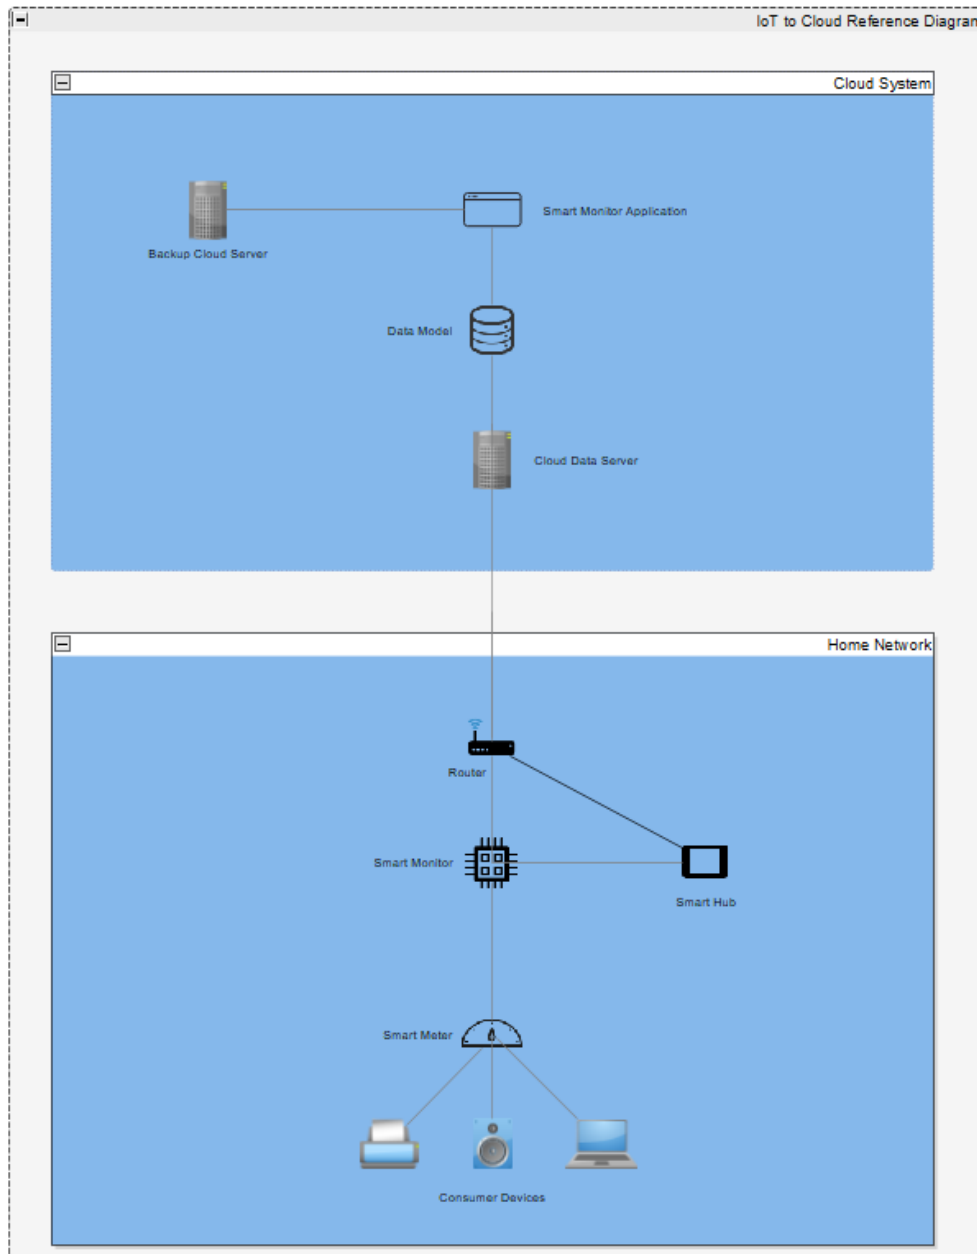 IoT to Cloud Reference Diagram
Cloud System
Smart Monitor Application
Backup Cloud Server
Data Model
Cloud Data Server
Home Network
Router
Smart Monitor
Smart Hub
Smart Meter
Consumer Devices